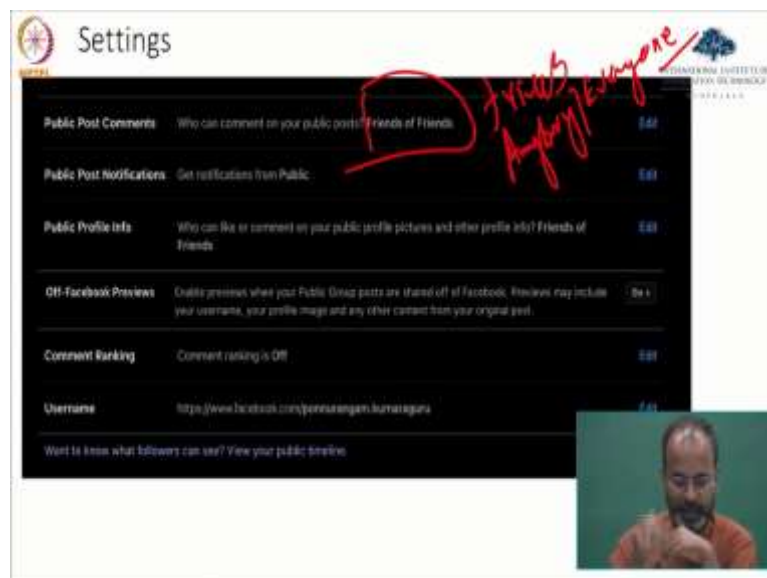 Settings
Public Post Comments Who can comment on your public posts? Friends of Friends Edit
Public Post Notifications Get notifications from Public Edit
Public Profile Info Who can like or comment on your public profile pictures and other profile info? Friends of Edit
Friends
Off-Facebook Previews Enable previews when your Public Group posts are shared off of Facebook. Previews may include On
your username, your profile image and any other content from your original post.
Comment Ranking Comment ranking is Off Edit
Username https://www.facebook.com/ponnurangam.kumaraguru Edit
Want to know what followers can see? View your public timeline.
Everyone
INTERNATIONAL INSTITUTE OF